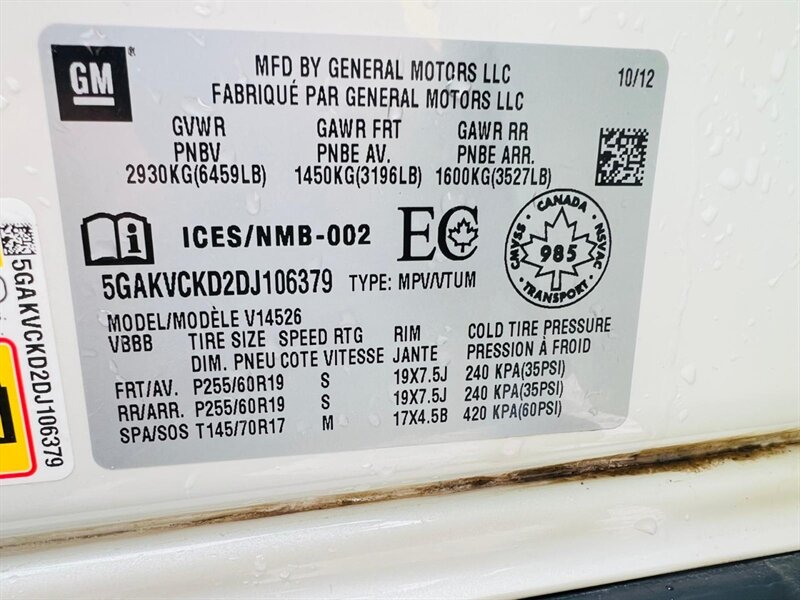 GM
MFD BY GENERAL MOTORS LLC
FABRIQUÉ PAR GENERAL MOTORS LLC
10/12
GVWR GAWR FRT GAWR RR
PNBV PNBE AV. PNBE ARR.
2930KG(6459LB) 1450KG(3196LB) 1600KG(3527LB)
i ICES/NMB-002 EC
CANADA
CMVSS 985 NSVAC
TRANSPORT
5GAKVCKD2DJ106379 TYPE: MPV/VTUM
MODEL/MODÈLE V14526
VBBB TIRE SIZE SPEED RTG RIM COLD TIRE PRESSURE
DIM. PNEU COTE VITESSE JANTE PRESSION À FROID
FRT/AV. P255/60R19 S 19X7.5J 240 KPA(35PSI)
RR/ARR. P255/60R19 S 19X7.5J 240 KPA(35PSI)
SPA/SOS T145/70R17 M 17X4.5B 420 KPA(60PSI)
5GAKVCKD2DJ106379